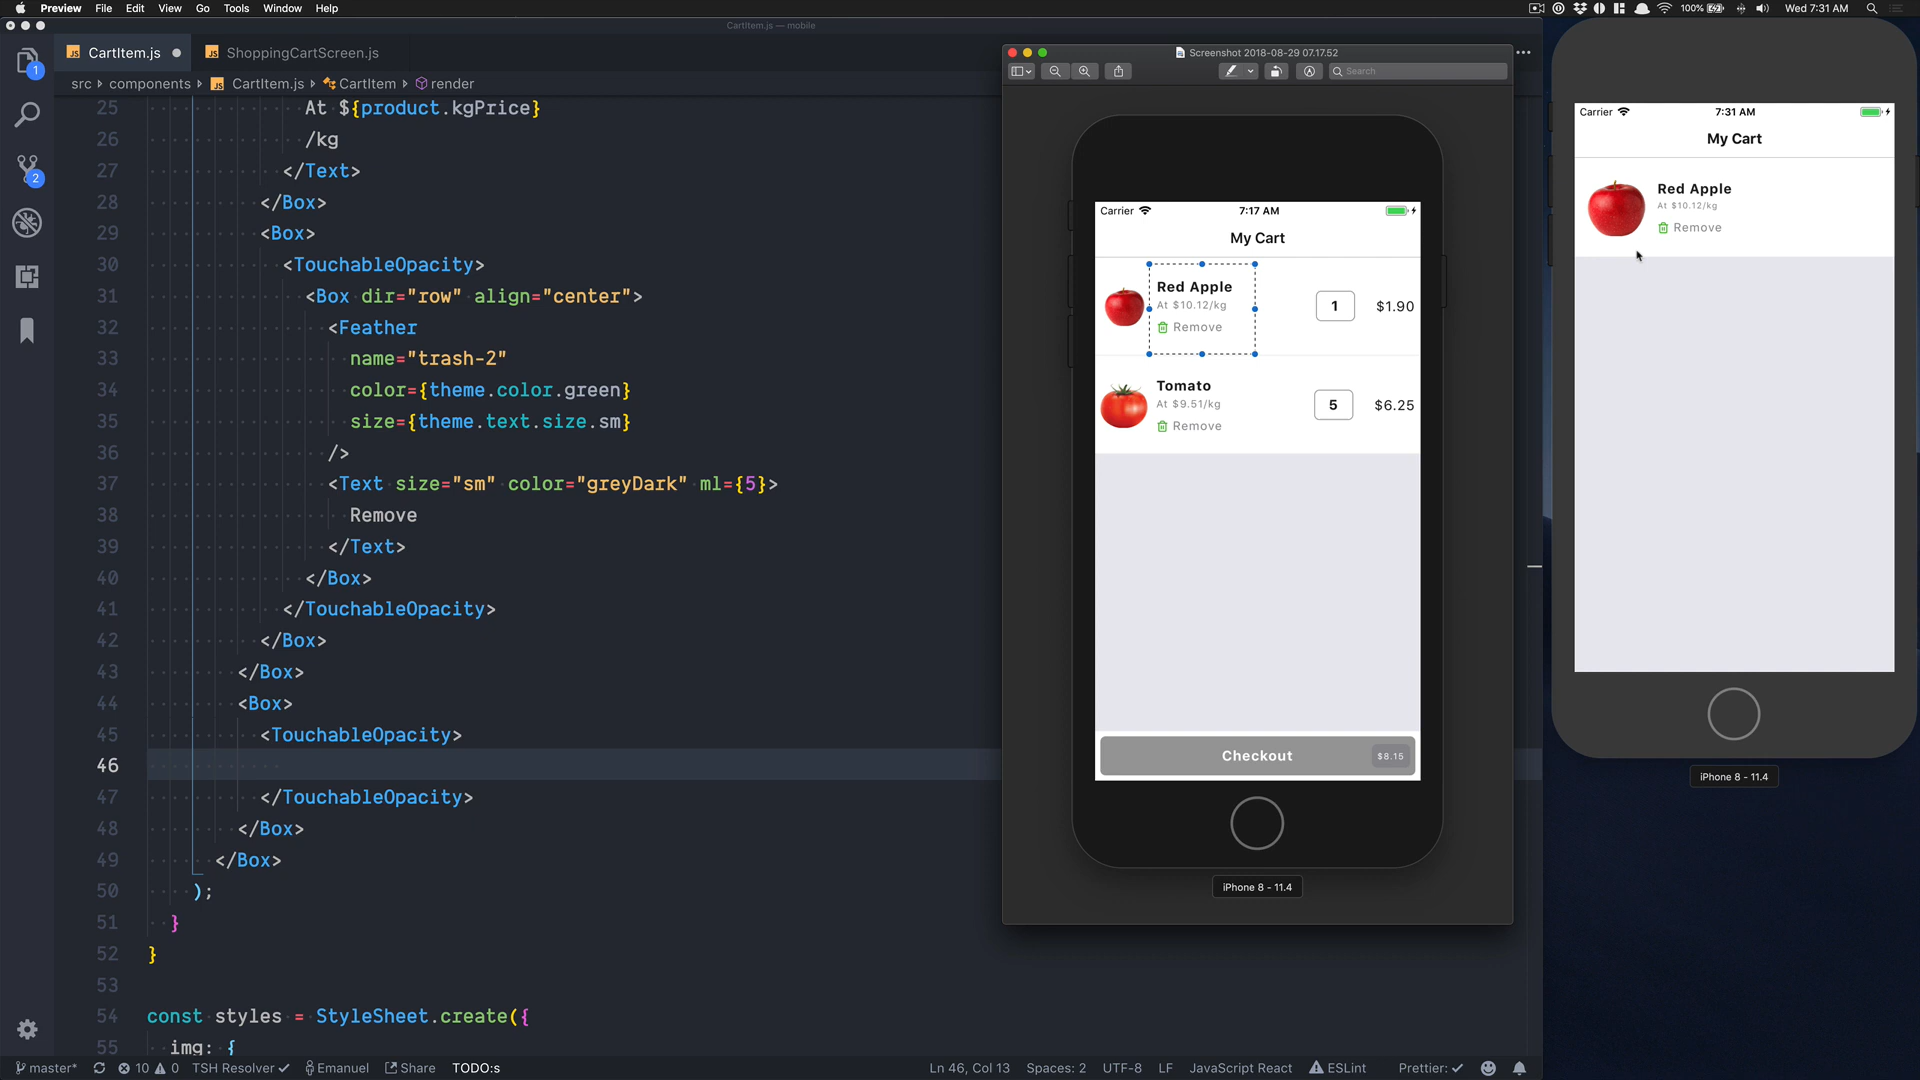 Preview File Edit View Go Tools Window Help
100% Wed 7:31 AM
CartItem.js — mobile
JS CartItem.js JS ShoppingCartScreen.js
src components JS CartItem.js CartItem render
1
2
25 At ${product.kgPrice}
26 /kg
27 </Text>
28 </Box>
29 <Box>
30 <TouchableOpacity>
31 <Box dir="row" align="center">
32 <Feather
33 name="trash-2"
34 color={theme.color.green}
35 size={theme.text.size.sm}
36 />
37 <Text size="sm" color="greyDark" ml={5}>
38 Remove
39 </Text>
40 </Box>
41 </TouchableOpacity>
42 </Box>
43 </Box>
44 <Box>
45 <TouchableOpacity>
46
47 </TouchableOpacity>
48 </Box>
49 </Box>
50 );
51 }
52 }
53
54 const styles = StyleSheet.create({
55 img: {
Screenshot 2018-08-29 07.17.52
Search
Carrier 7:17 AM
My Cart
Red Apple
At $10.12/kg
Remove
1 $1.90
Tomato
At $9.51/kg
Remove
5 $6.25
Checkout $8.15
iPhone 8 - 11.4
Carrier 7:31 AM
My Cart
Red Apple
At $10.12/kg
Remove
iPhone 8 - 11.4
master* 10 0 TSH Resolver Emanuel Share TODO:s Ln 46, Col 13 Spaces: 2 UTF-8 LF JavaScript React ESLint Prettier: